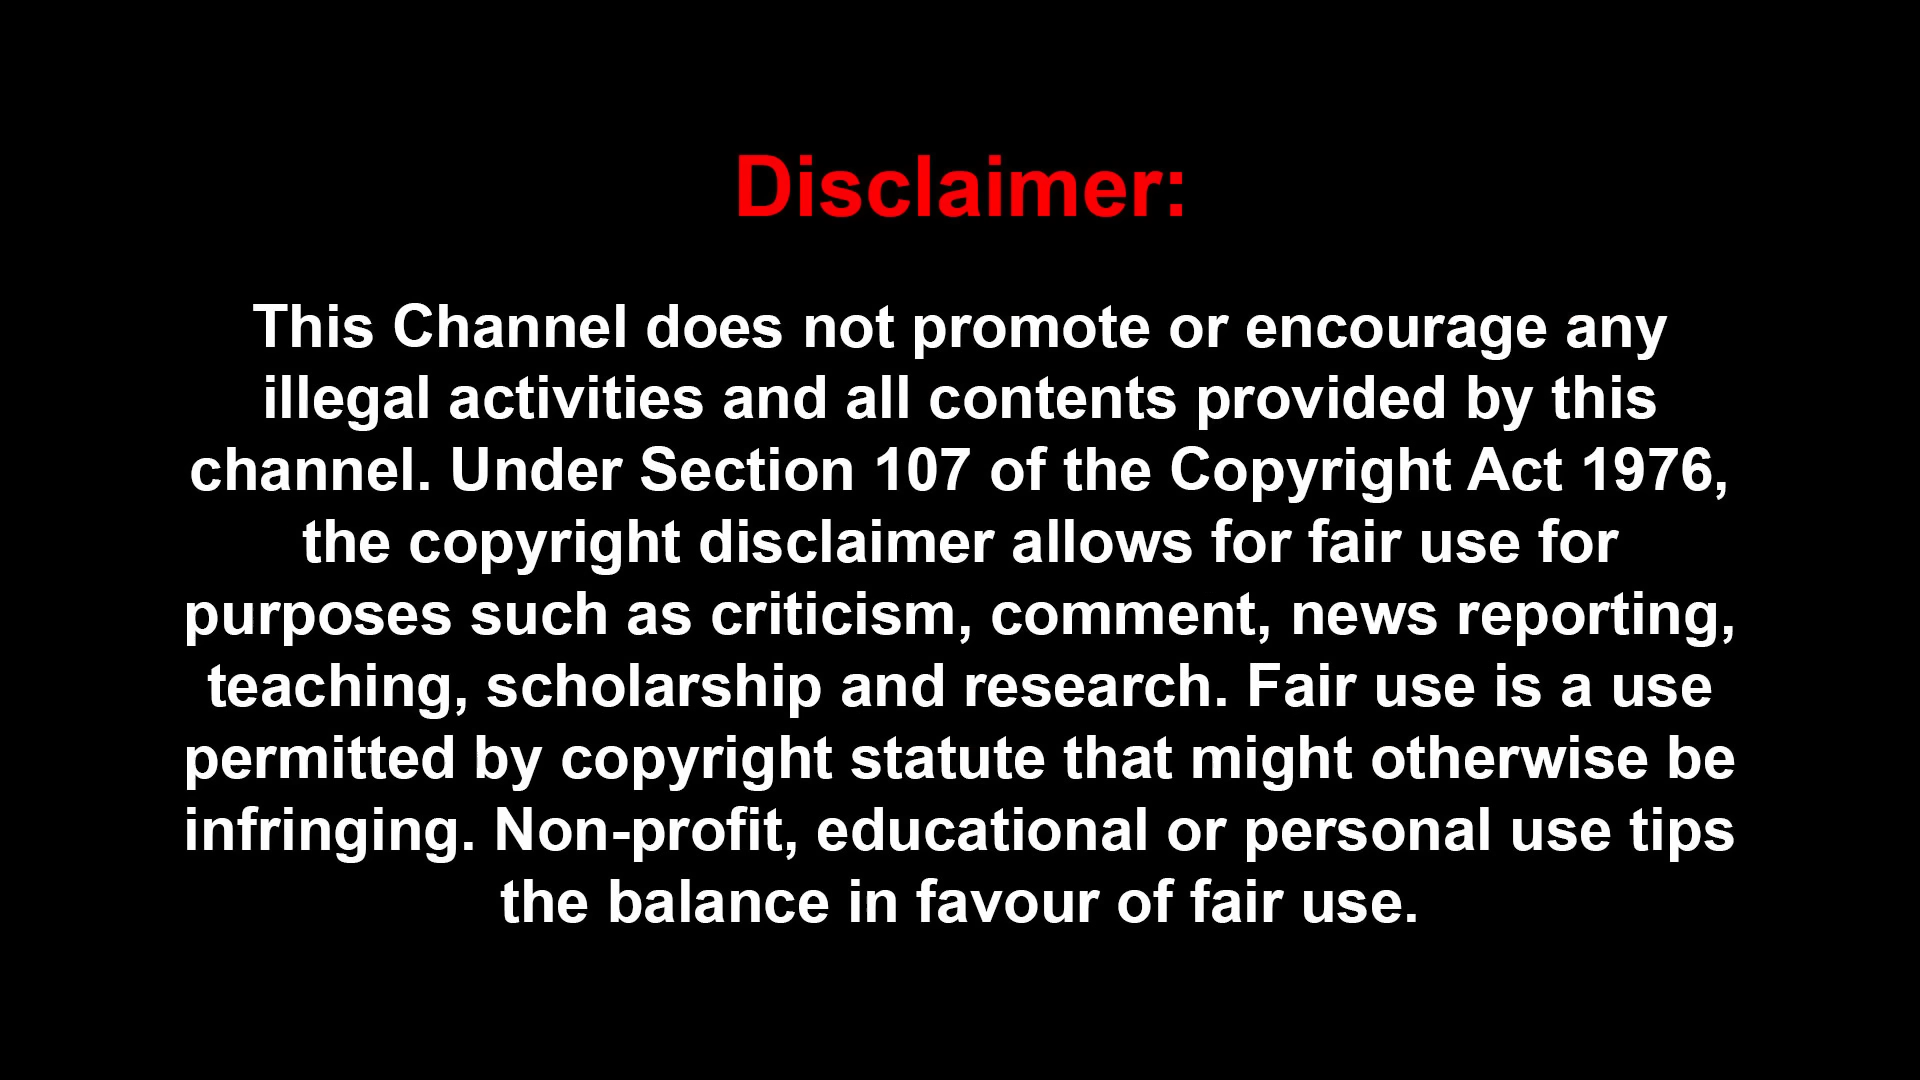 Disclaimer:
This Channel does not promote or encourage any
illegal activities and all contents provided by this
channel. Under Section 107 of the Copyright Act 1976,
the copyright disclaimer allows for fair use for
purposes such as criticism, comment, news reporting,
teaching, scholarship and research. Fair use is a use
permitted by copyright statute that might otherwise be
infringing. Non-profit, educational or personal use tips
the balance in favour of fair use.